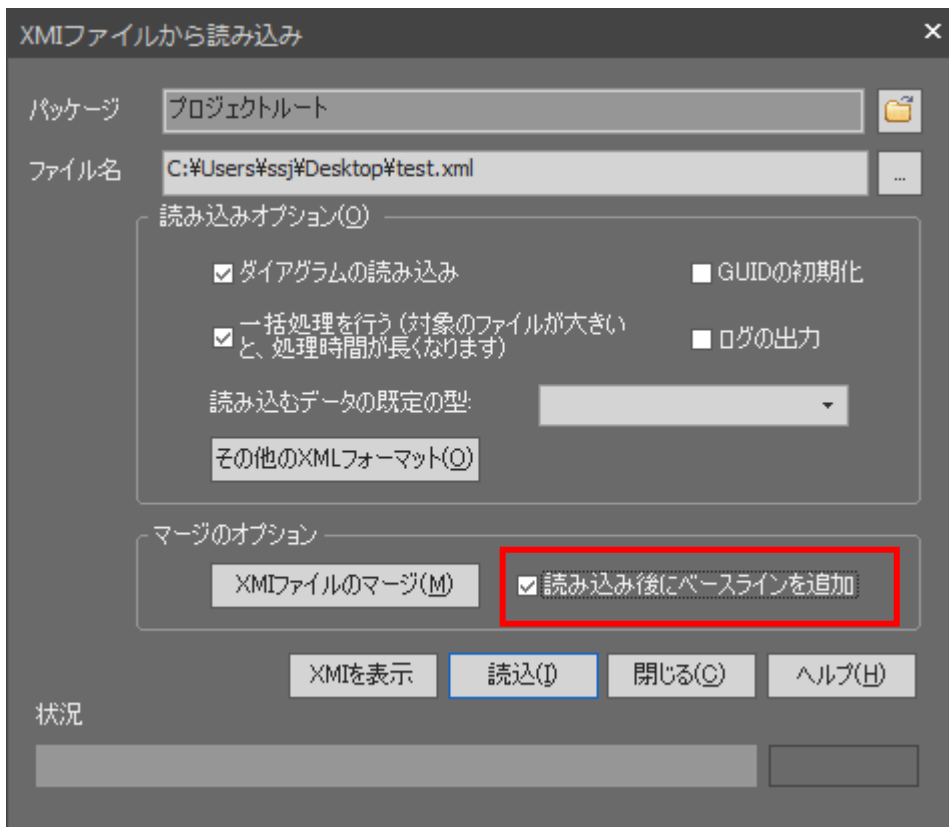 XMIファイルから読み込み
パッケージ
プロジェクトルート
ファイル名
C:¥Users¥ssj¥Desktop¥test.xml
...
読み込みオプション(O)
ダイアグラムの読み込み
GUIDの初期化
一括処理を行う (対象のファイルが大きい
と、処理時間が長くなります)
ログの出力
読み込むデータの既定の型:
その他のXMLフォーマット(O)
マージのオプション
XMIファイルのマージ(M)
読み込み後にベースラインを追加
XMIを表示
読込(I)
閉じる(C)
ヘルプ(H)
状況